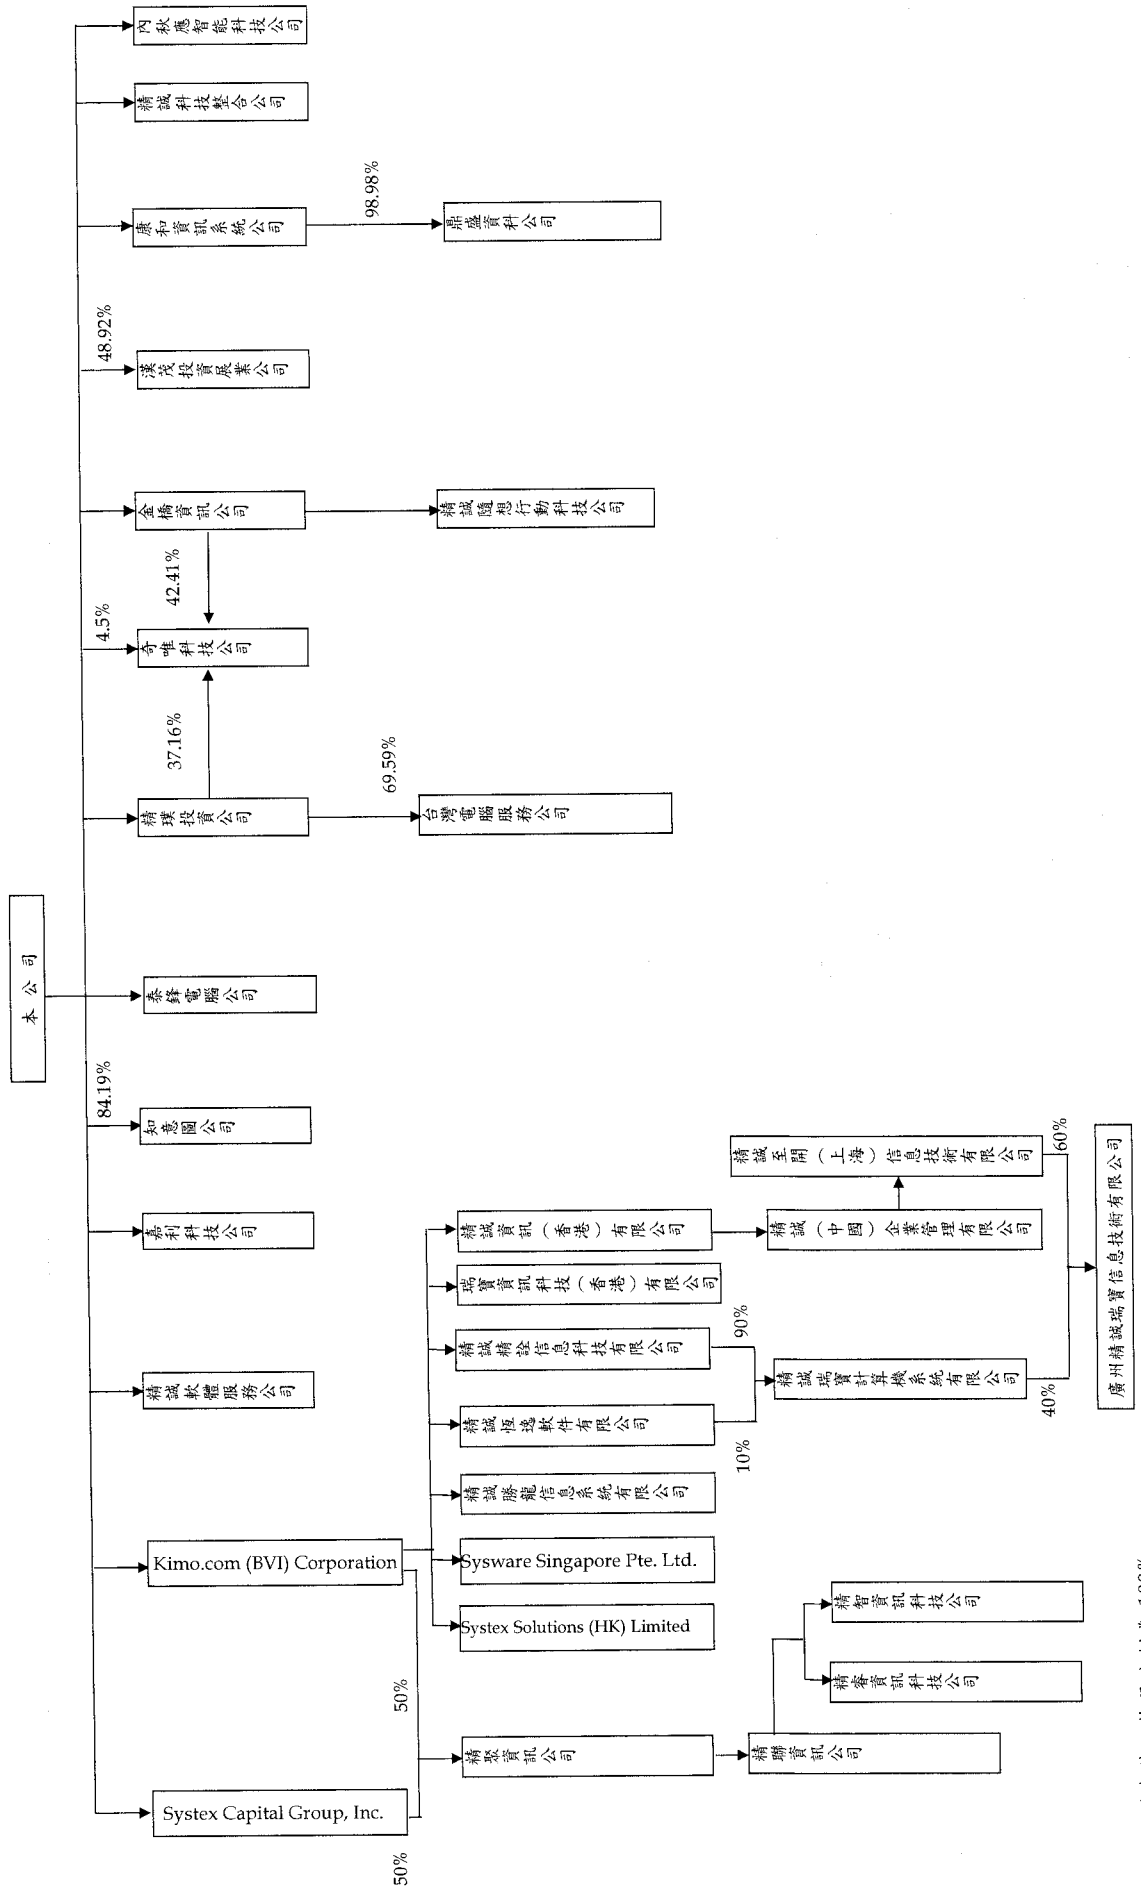 本公司
Systex Capital Group, Inc.
Kimo.com (BVI) Corporation
精誠軟體服務公司
嘉利科技公司
84.19%
知意圖公司
泰鋒電腦公司
精璞投資公司
4.5%
奇唯科技公司
金橋資訊公司
48.92%
漢茂投資展業公司
康和資訊系統公司
精誠科技整合公司
內秋應智能科技公司
37.16%
42.41%
50%
50%
69.59%
98.98%
精聚資訊公司
Systex Solutions (HK) Limited
Sysware Singapore Pte. Ltd.
精誠勝龍信息系統有限公司
精誠恆逸軟件有限公司
精誠精詮信息科技有限公司
瑞寶資訊科技（香港）有限公司
精誠資訊（香港）有限公司
台灣電腦服務公司
精誠隨想行動科技公司
鼎盛資科公司
10%
90%
精聯資訊公司
精誠瑞寶計算機系統有限公司
精誠（中國）企業管理有限公司
精誠至開（上海）信息技術有限公司
精睿資訊科技公司
精智資訊科技公司
40%
60%
廣州精誠瑞寶信息技術有限公司